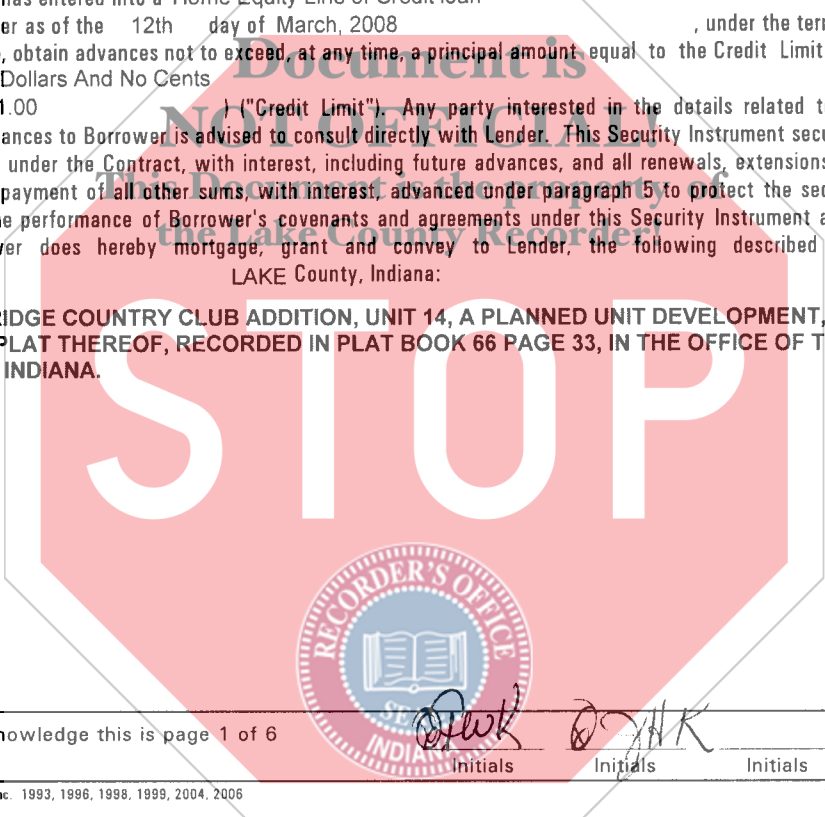 has entered into a Home Equity Line of Credit loan
er as of the 12th day of March, 2008 , under the terr
, obtain advances not to exceed, at any time, a principal amount equal to the Credit Limit
Dollars And No Cents
1.00 ) ("Credit Limit"). Any party interested in the details related t
ances to Borrower is advised to consult directly with Lender. This Security Instrument secu
under the Contract, with interest, including future advances, and all renewals, extensions
payment of all other sums, with interest, advanced under paragraph 5 to protect the sec
e performance of Borrower's covenants and agreements under this Security Instrument a
er does hereby mortgage, grant and convey to Lender, the following described
LAKE County, Indiana:
Document is
NOT OFFICIAL!
This Document is the property of
the Lake County Recorder!
IDGE COUNTRY CLUB ADDITION, UNIT 14, A PLANNED UNIT DEVELOPMENT,
PLAT THEREOF, RECORDED IN PLAT BOOK 66 PAGE 33, IN THE OFFICE OF T
INDIANA.
STOP
RECORDER'S OFFICE
SEAL
INDIANA
nowledge this is page 1 of 6
Initials Initials Initials
nc. 1993, 1996, 1998, 1999, 2004, 2006